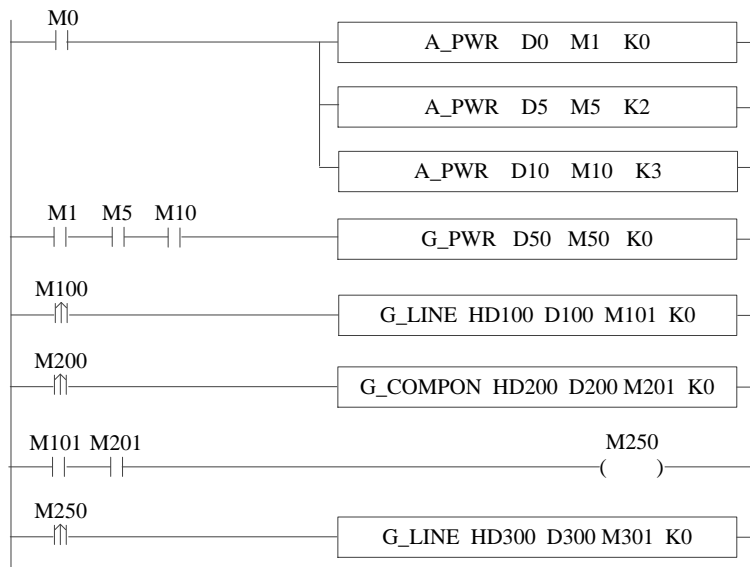 M0
A_PWR D0 M1 K0
A_PWR D5 M5 K2
A_PWR D10 M10 K3
M1 M5 M10
G_PWR D50 M50 K0
M100
G_LINE HD100 D100 M101 K0
M200
G_COMPON HD200 D200 M201 K0
M101 M201
M250
( )
M250
G_LINE HD300 D300 M301 K0